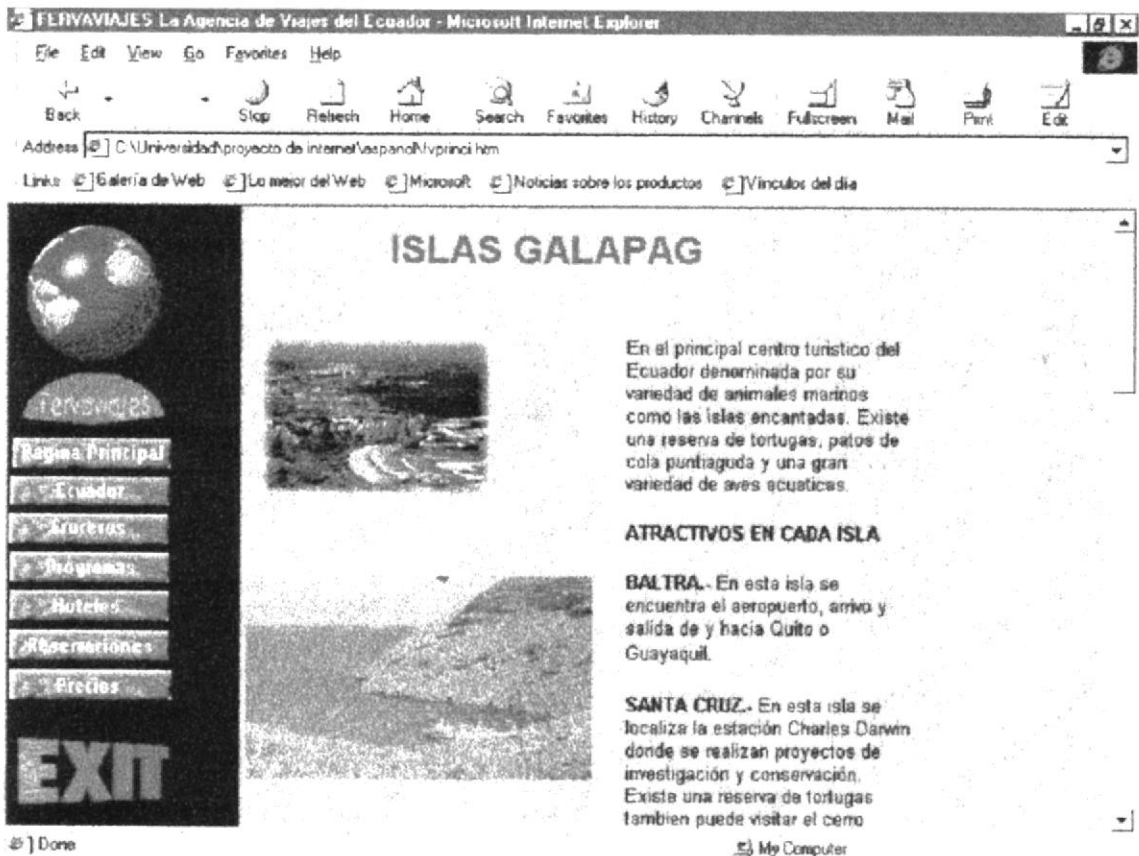 FERVAVIAJES La Agencia de Viajes del Ecuador - Microsoft Internet Explorer
File Edit View Go Favorites Help
Back Stop Refresh Home Search Favorites History Channels Fullscreen Mail Print Edit
Address C:\Universidad\proyecto de internet\espanol\fvprinci.htm
Links Galería de Web Lo mejor del Web Microsoft Noticias sobre los productos Vínculos del día
ISLAS GALAPAG
fervaviajes
Pagina Principal
Ecuador
Cruceros
Programas
Hoteles
Reservaciones
Precios
EXIT
En el principal centro turistico del
Ecuador denominada por su
variedad de animales marinos
como las islas encantadas. Existe
una reserva de tortugas, patos de
cola puntiaguda y una gran
variedad de aves acuaticas.
ATRACTIVOS EN CADA ISLA
BALTRA.- En esta isla se
encuentra el aeropuerto, arrivo y
salida de y hacia Quito o
Guayaquil.
SANTA CRUZ.- En esta isla se
localiza la estación Charles Darwin
donde se realizan proyectos de
investigación y conservación.
Existe una reserva de tortugas
tambien puede visitar el cerro
Done My Computer